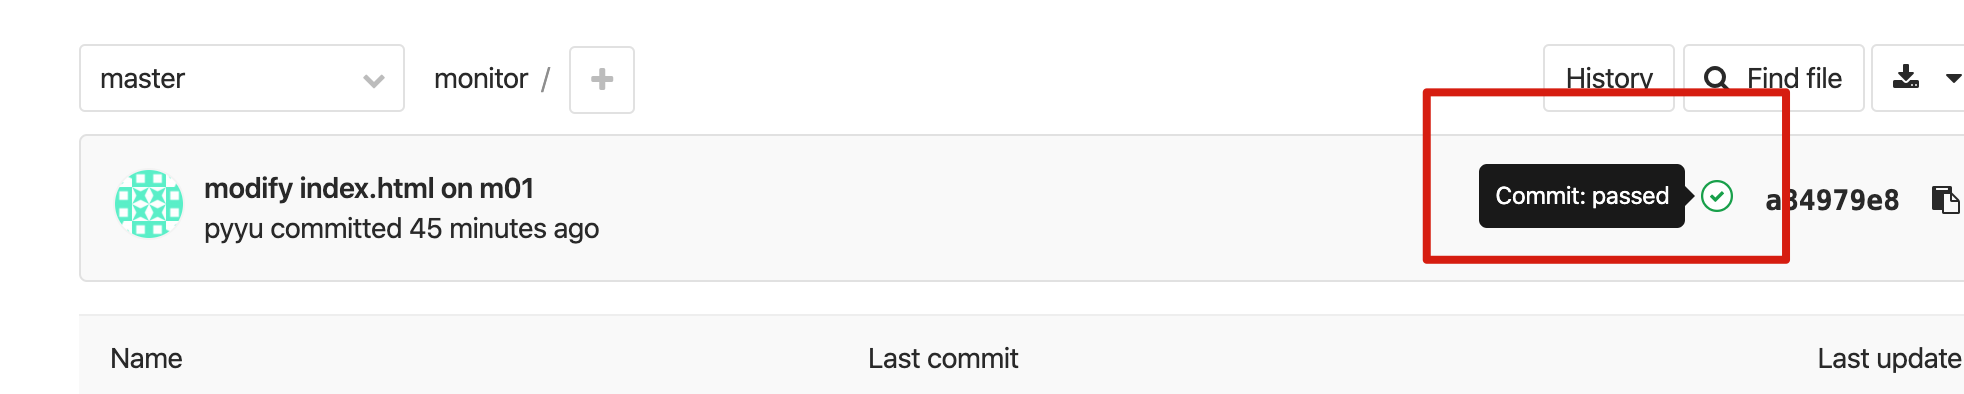 master
monitor /
History
Find file
modify index.html on m01
pyyu committed 45 minutes ago
Commit: passed
a84979e8
Name
Last commit
Last update